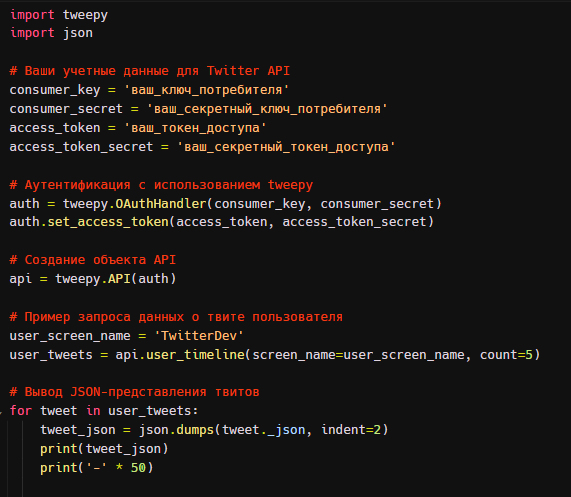 import tweepy
import json
# Ваши учетные данные для Twitter API
consumer_key = 'ваш_ключ_потребителя'
consumer_secret = 'ваш_секретный_ключ_потребителя'
access_token = 'ваш_токен_доступа'
access_token_secret = 'ваш_секретный_токен_доступа'
# Аутентификация с использованием tweepy
auth = tweepy.OAuthHandler(consumer_key, consumer_secret)
auth.set_access_token(access_token, access_token_secret)
# Создание объекта API
api = tweepy.API(auth)
# Пример запроса данных о твите пользователя
user_screen_name = 'TwitterDev'
user_tweets = api.user_timeline(screen_name=user_screen_name, count=5)
# Вывод JSON-представления твитов
for tweet in user_tweets:
    tweet_json = json.dumps(tweet._json, indent=2)
    print(tweet_json)
    print('-' * 50)